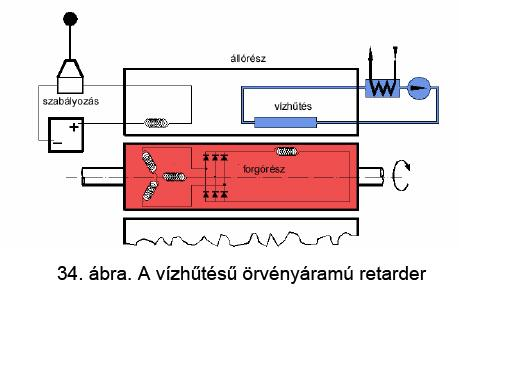 állórész
szabályozás
vízhűtés
+
–
forgórész
34. ábra. A vízhűtésű örvényáramú retarder